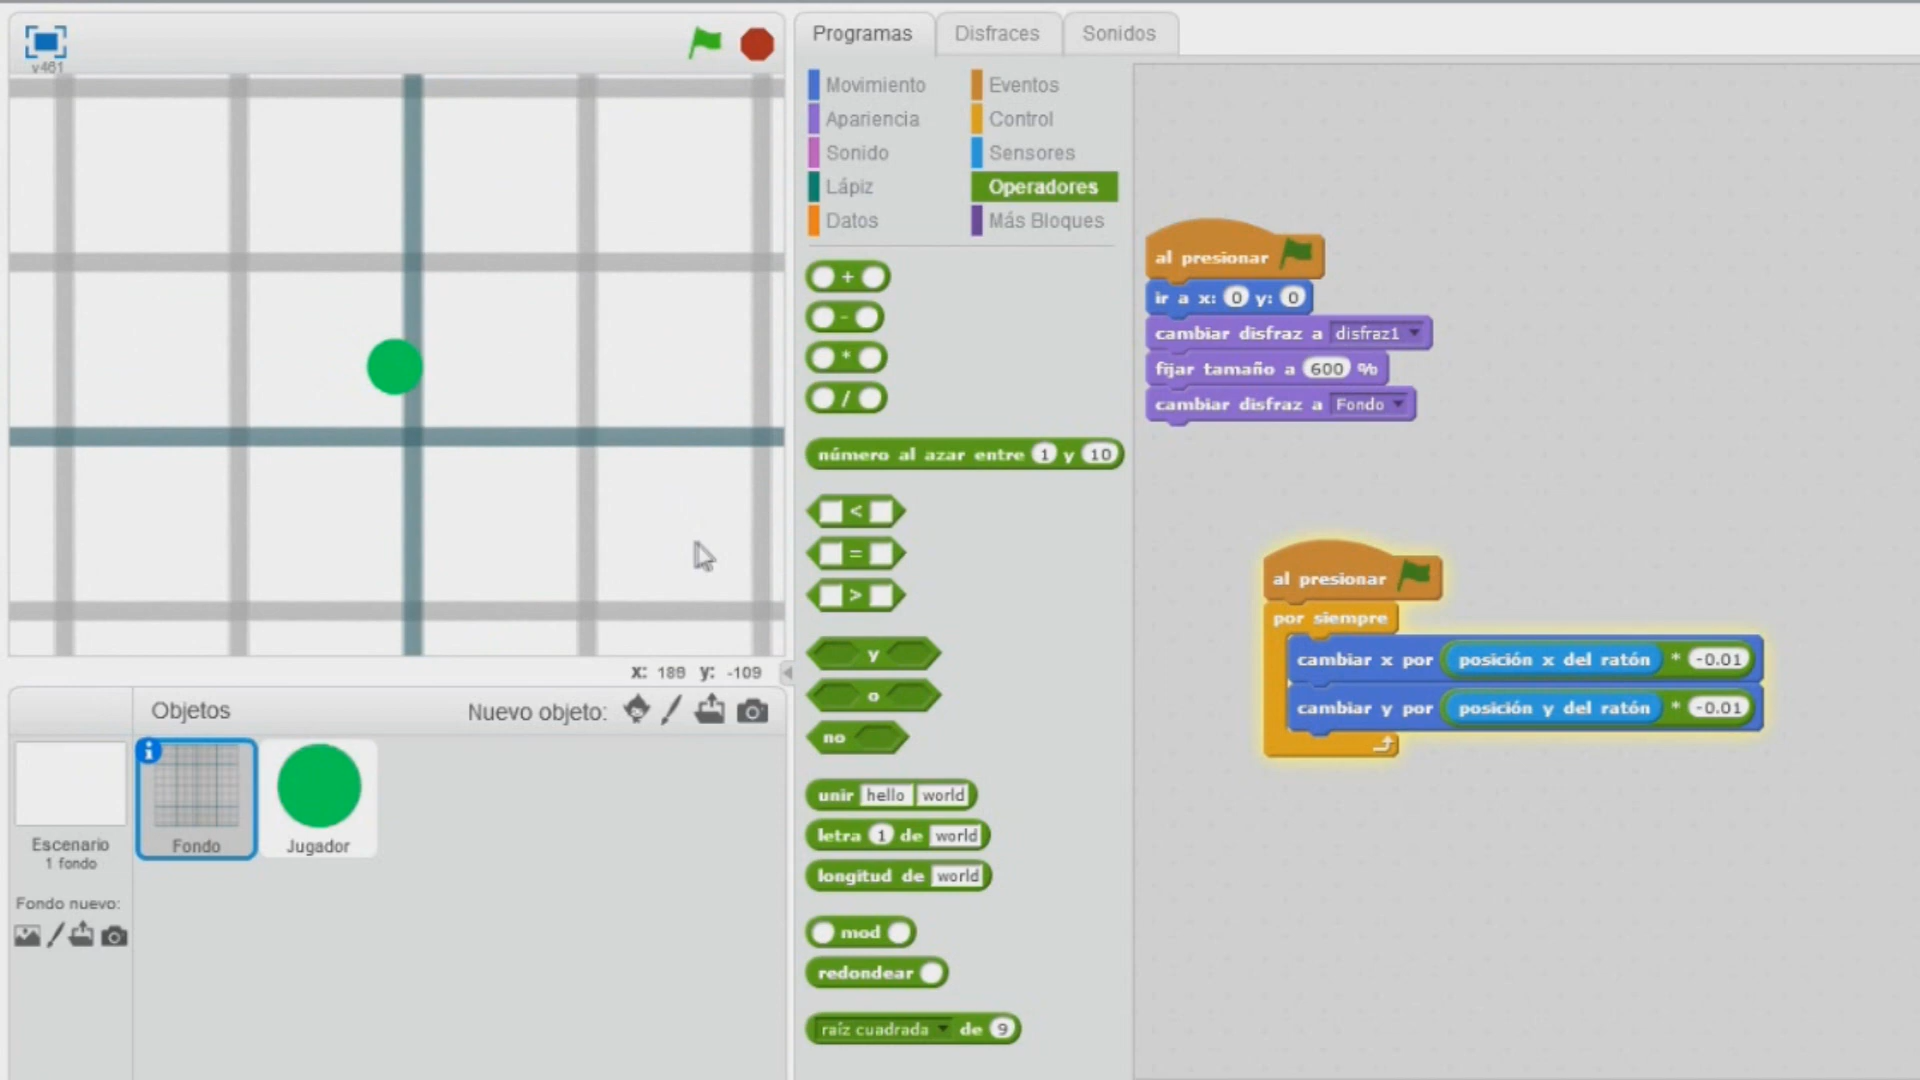 v461
Programas
Disfraces
Sonidos
Movimiento
Eventos
Apariencia
Control
Sonido
Sensores
Lápiz
Operadores
Datos
Más Bloques
+
-
*
/
número al azar entre 1 y 10
<
=
>
y
o
no
unir hello world
letra 1 de world
longitud de world
mod
redondear
raíz cuadrada de 9
al presionar
ir a x: 0 y: 0
cambiar disfraz a disfraz1
fijar tamaño a 600 %
cambiar disfraz a Fondo
al presionar
por siempre
cambiar x por posición x del ratón * -0.01
cambiar y por posición y del ratón * -0.01
x: 186 y: -109
Objetos
Nuevo objeto:
Escenario
1 fondo
Fondo nuevo:
i
Fondo
Jugador